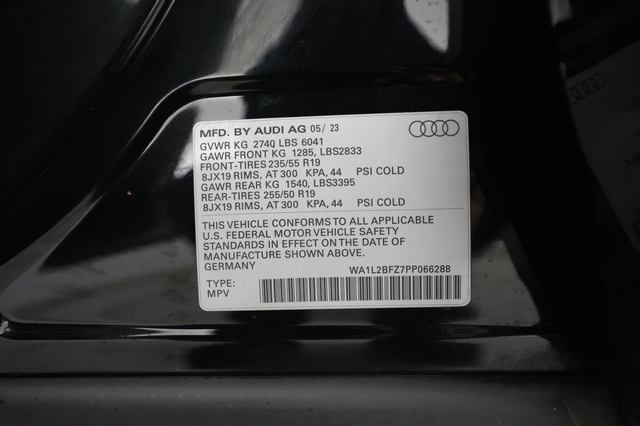 MFD. BY AUDI AG 05/ 23
GVWR KG 2740 LBS 6041
GAWR FRONT KG 1285, LBS2833
FRONT-TIRES 235/55 R19
8JX19 RIMS, AT 300 KPA, 44 PSI COLD
GAWR REAR KG 1540, LBS3395
REAR-TIRES 255/50 R19
8JX19 RIMS, AT 300 KPA, 44 PSI COLD
THIS VEHICLE CONFORMS TO ALL APPLICABLE
U.S. FEDERAL MOTOR VEHICLE SAFETY
STANDARDS IN EFFECT ON THE DATE OF
MANUFACTURE SHOWN ABOVE.
GERMANY WA1L2BFZ7PP066288
TYPE:
MPV